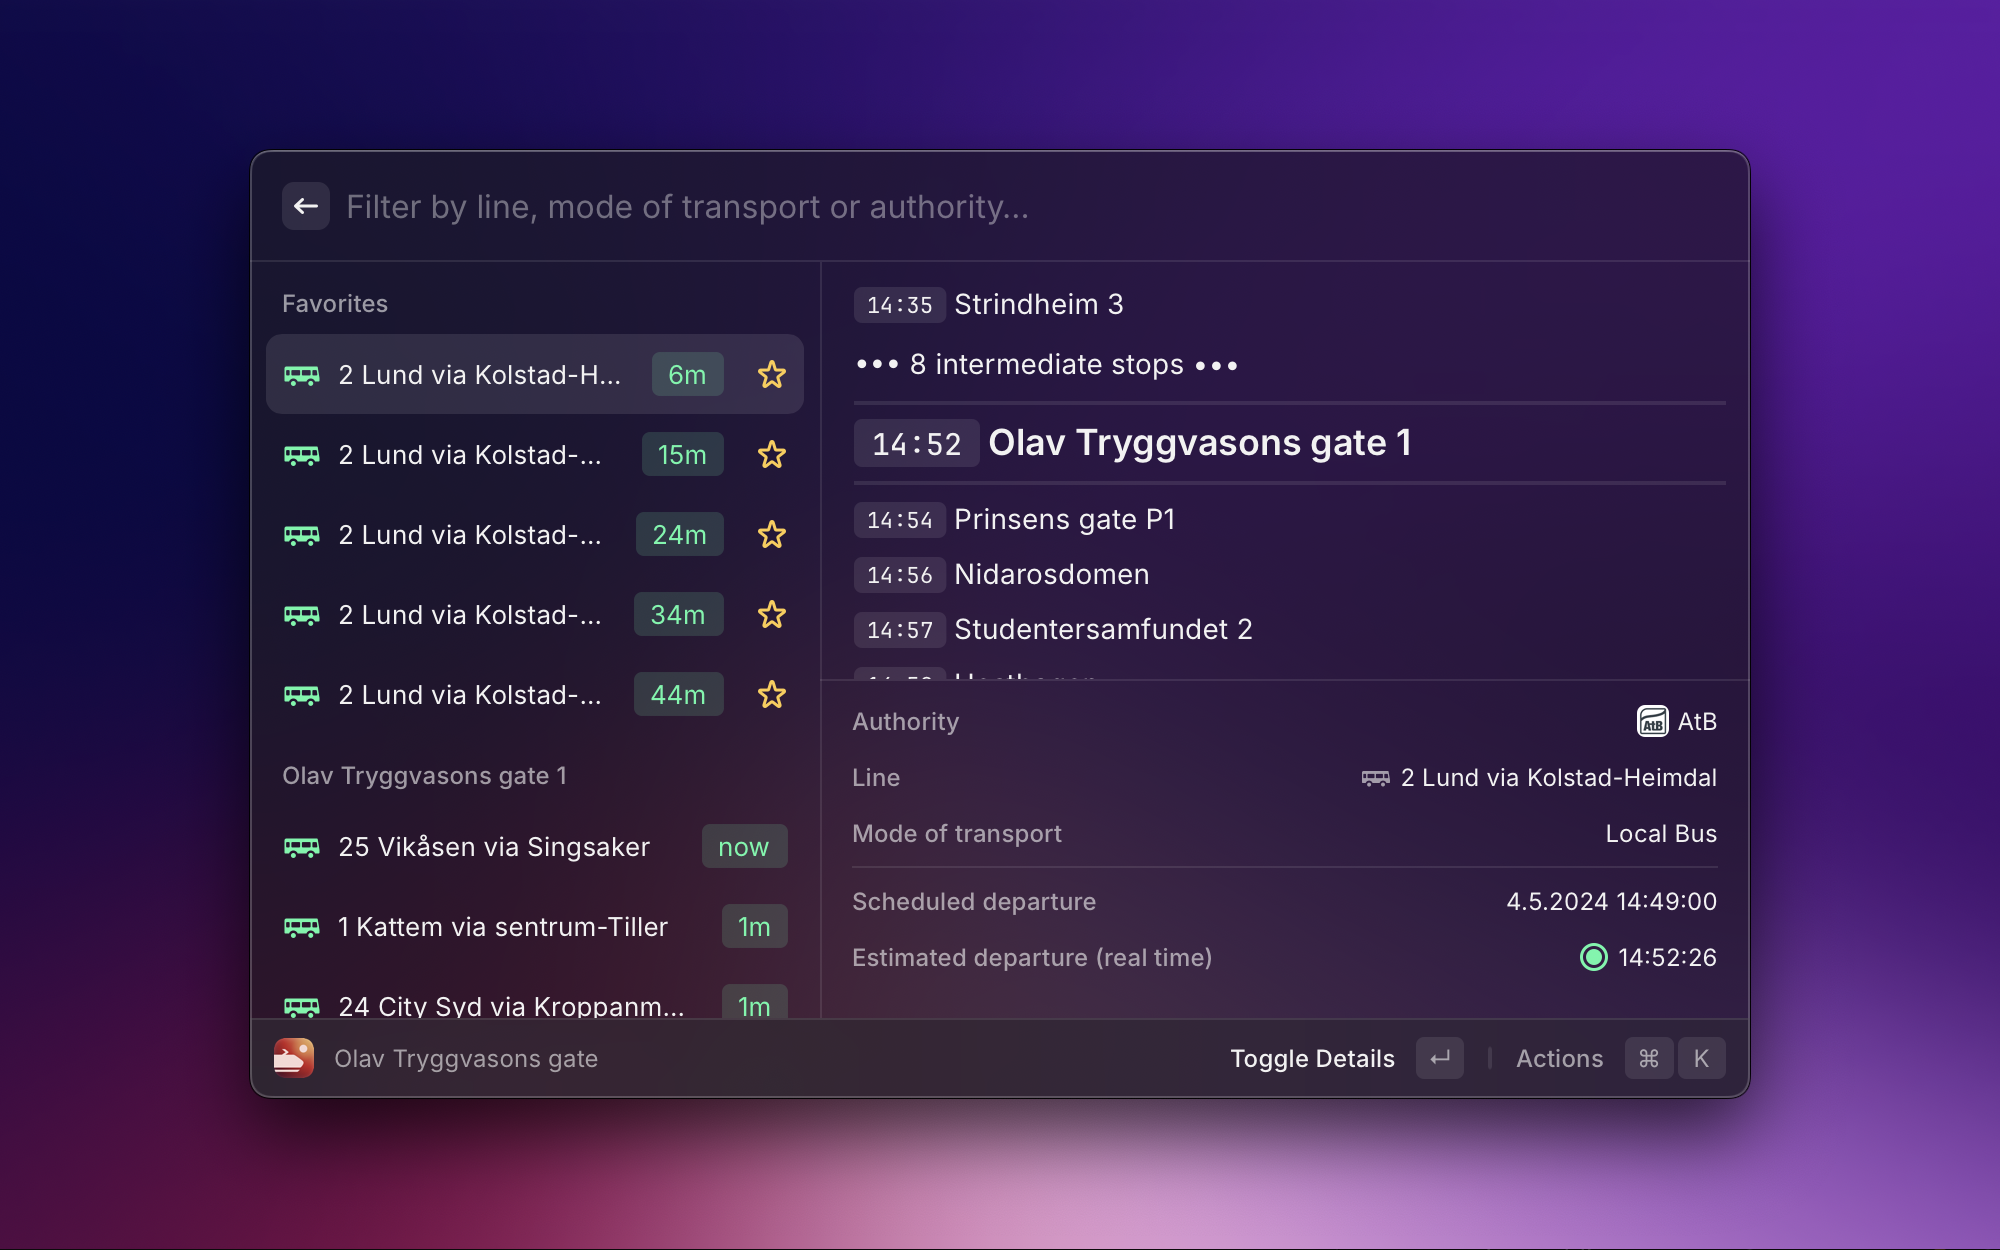 Filter by line, mode of transport or authority...
Favorites
2 Lund via Kolstad-H... 6m
2 Lund via Kolstad-... 15m
2 Lund via Kolstad-... 24m
2 Lund via Kolstad-... 34m
2 Lund via Kolstad-... 44m
Olav Tryggvasons gate 1
25 Vikåsen via Singsaker now
1 Kattem via sentrum-Tiller 1m
24 City Syd via Kroppanm... 1m
14:35 Strindheim 3
••• 8 intermediate stops •••
14:52 Olav Tryggvasons gate 1
14:54 Prinsens gate P1
14:56 Nidarosdomen
14:57 Studentersamfundet 2
Authority AtB AtB
Line 2 Lund via Kolstad-Heimdal
Mode of transport Local Bus
Scheduled departure 4.5.2024 14:49:00
Estimated departure (real time) 14:52:26
Olav Tryggvasons gate
Toggle Details ↵ Actions ⌘ K